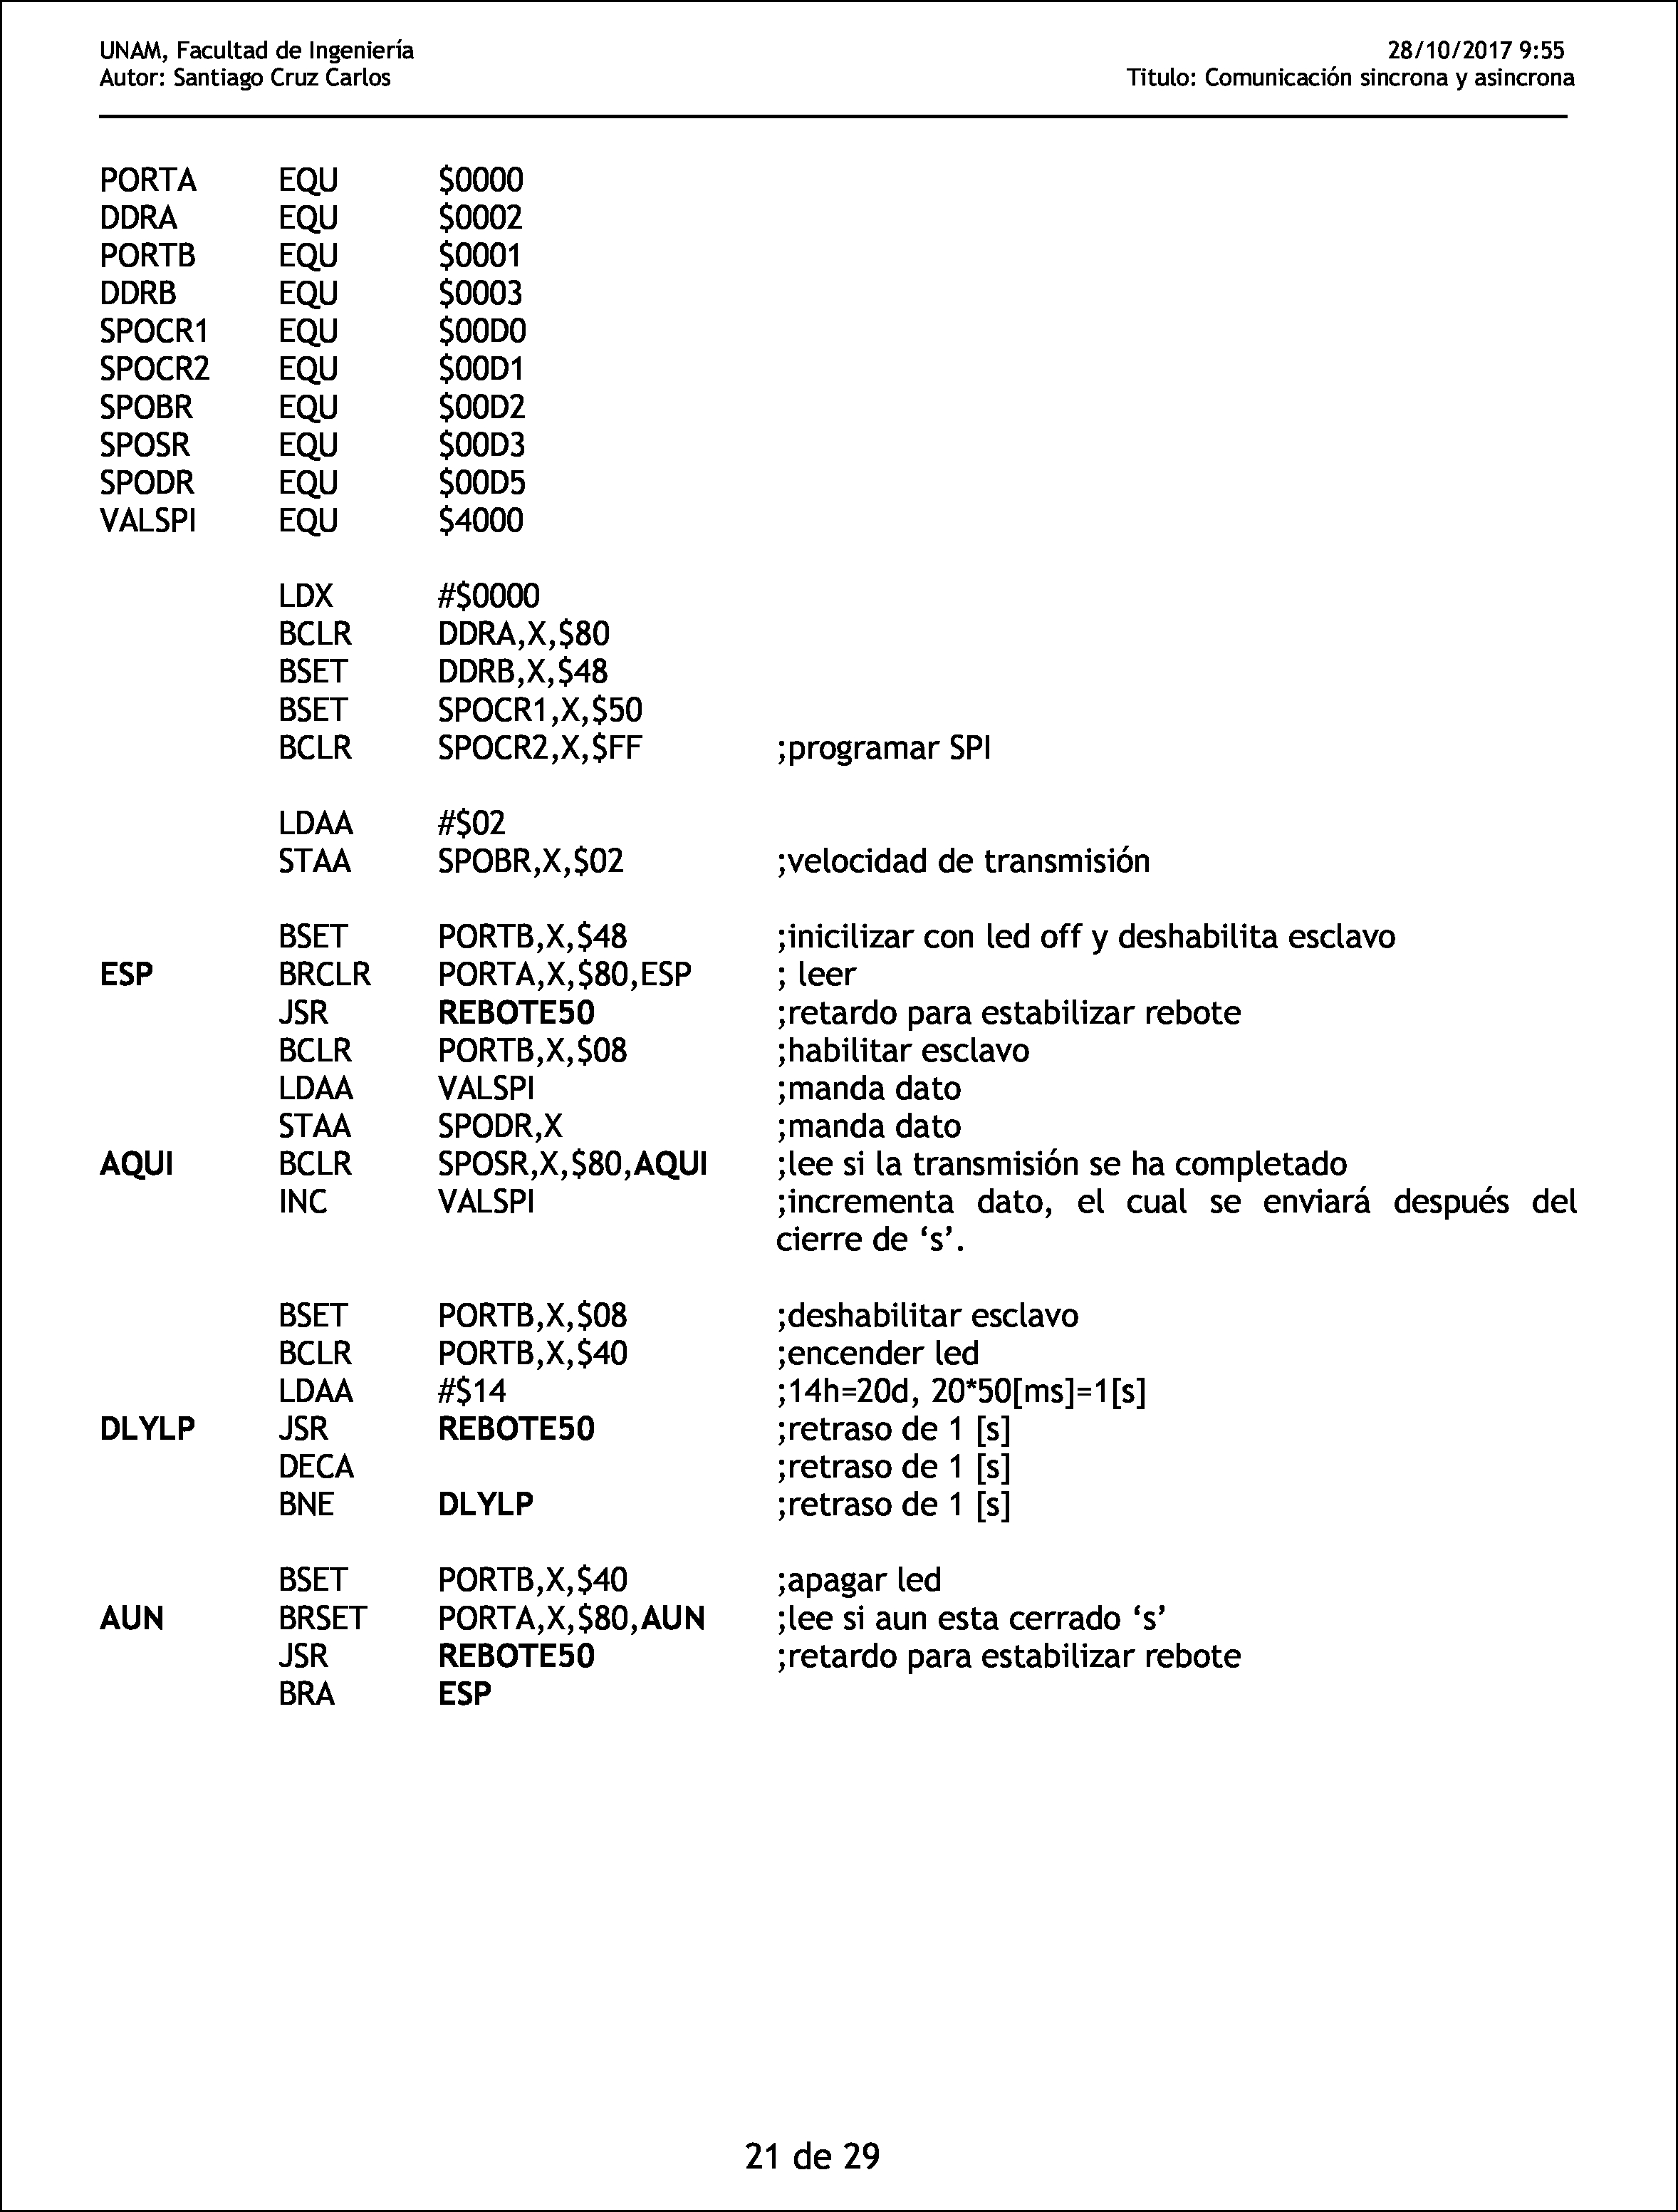 UNAM, Facultad de Ingeniería 28/10/2017 9:55
Autor: Santiago Cruz Carlos Titulo: Comunicación sincrona y asincrona
PORTA EQU $0000
DDRA EQU $0002
PORTB EQU $0001
DDRB EQU $0003
SPOCR1 EQU $00D0
SPOCR2 EQU $00D1
SPOBR EQU $00D2
SPOSR EQU $00D3
SPODR EQU $00D5
VALSPI EQU $4000
LDX #$0000
BCLR DDRA,X,$80
BSET DDRB,X,$48
BSET SPOCR1,X,$50
BCLR SPOCR2,X,$FF ;programar SPI
LDAA #$02
STAA SPOBR,X,$02 ;velocidad de transmisión
BSET PORTB,X,$48 ;inicilizar con led off y deshabilita esclavo
ESP BRCLR PORTA,X,$80,ESP ; leer
JSR REBOTE50 ;retardo para estabilizar rebote
BCLR PORTB,X,$08 ;habilitar esclavo
LDAA VALSPI ;manda dato
STAA SPODR,X ;manda dato
AQUI BCLR SPOSR,X,$80,AQUI ;lee si la transmisión se ha completado
INC VALSPI ;incrementa dato, el cual se enviará después del
cierre de ‘s’.
BSET PORTB,X,$08 ;deshabilitar esclavo
BCLR PORTB,X,$40 ;encender led
LDAA #$14 ;14h=20d, 20*50[ms]=1[s]
DLYLP JSR REBOTE50 ;retraso de 1 [s]
DECA ;retraso de 1 [s]
BNE DLYLP ;retraso de 1 [s]
BSET PORTB,X,$40 ;apagar led
AUN BRSET PORTA,X,$80,AUN ;lee si aun esta cerrado ‘s’
JSR REBOTE50 ;retardo para estabilizar rebote
BRA ESP
21 de 29